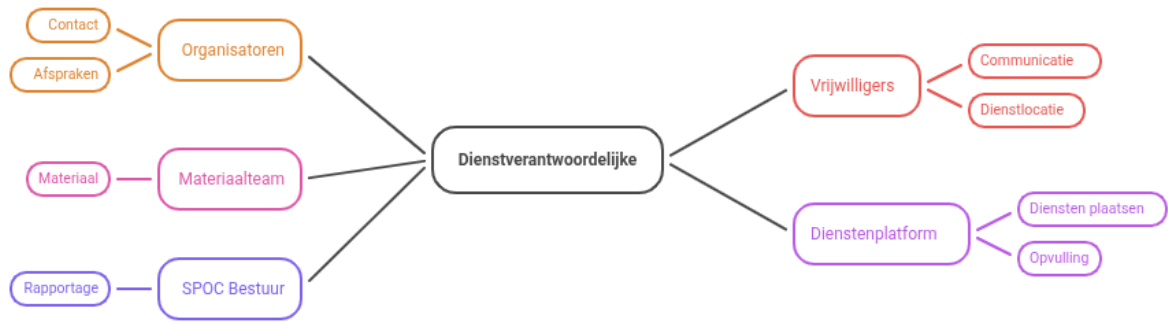 Contact
Organisatoren
Afspraken
Materiaal
Materiaalteam
Rapportage
SPOC Bestuur
Dienstverantwoordelijke
Vrijwilligers
Communicatie
Dienstlocatie
Dienstenplatform
Diensten plaatsen
Opvulling